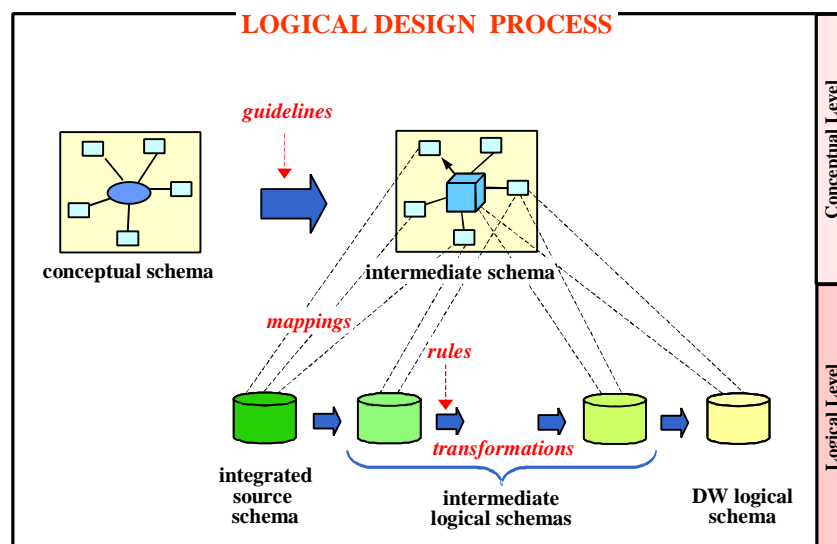 LOGICAL DESIGN PROCESS
guidelines
conceptual schema
intermediate schema
mappings
rules
transformations
integrated
source
schema
intermediate
logical schemas
DW logical
schema
Conceptual Level
Logical Level